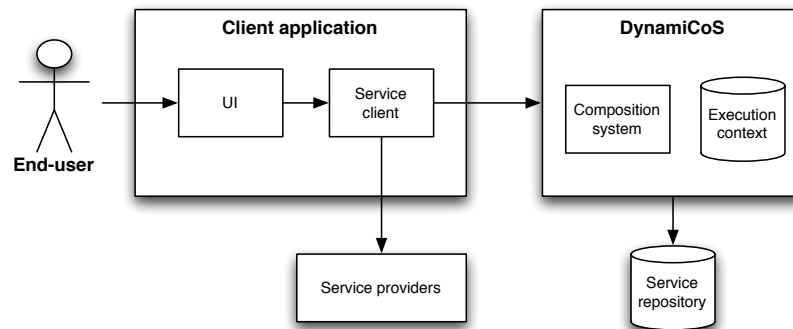 Client application
DynamiCoS
UI
Service
client
Composition
system
Execution
context
End-user
Service providers
Service
repository